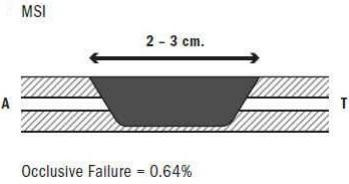 MSI
2 – 3 cm.
A
T
Occlusive Failure = 0.64%